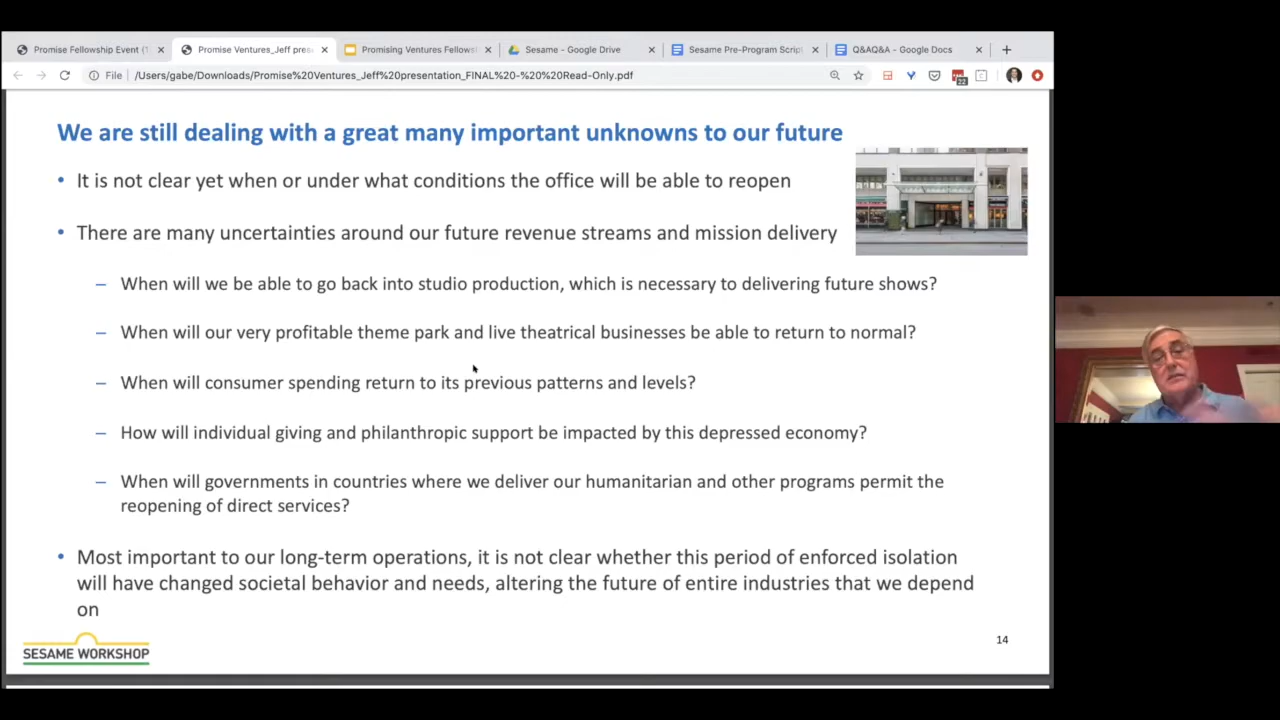 Promise Fellowship Event (T
Promise Ventures_Jeff pres
Promising Ventures Fellows
Sesame - Google Drive
Sesame Pre-Program Script
Q&AQ&A - Google Docs
File
/Users/gabe/Downloads/Promise%20Ventures_Jeff%20presentation_FINAL%20-%20%20Read-Only.pdf
22
We are still dealing with a great many important unknowns to our future
• It is not clear yet when or under what conditions the office will be able to reopen
• There are many uncertainties around our future revenue streams and mission delivery
– When will we be able to go back into studio production, which is necessary to delivering future shows?
– When will our very profitable theme park and live theatrical businesses be able to return to normal?
– When will consumer spending return to its previous patterns and levels?
– How will individual giving and philanthropic support be impacted by this depressed economy?
– When will governments in countries where we deliver our humanitarian and other programs permit the
reopening of direct services?
• Most important to our long-term operations, it is not clear whether this period of enforced isolation
will have changed societal behavior and needs, altering the future of entire industries that we depend
on
SESAME WORKSHOP
14